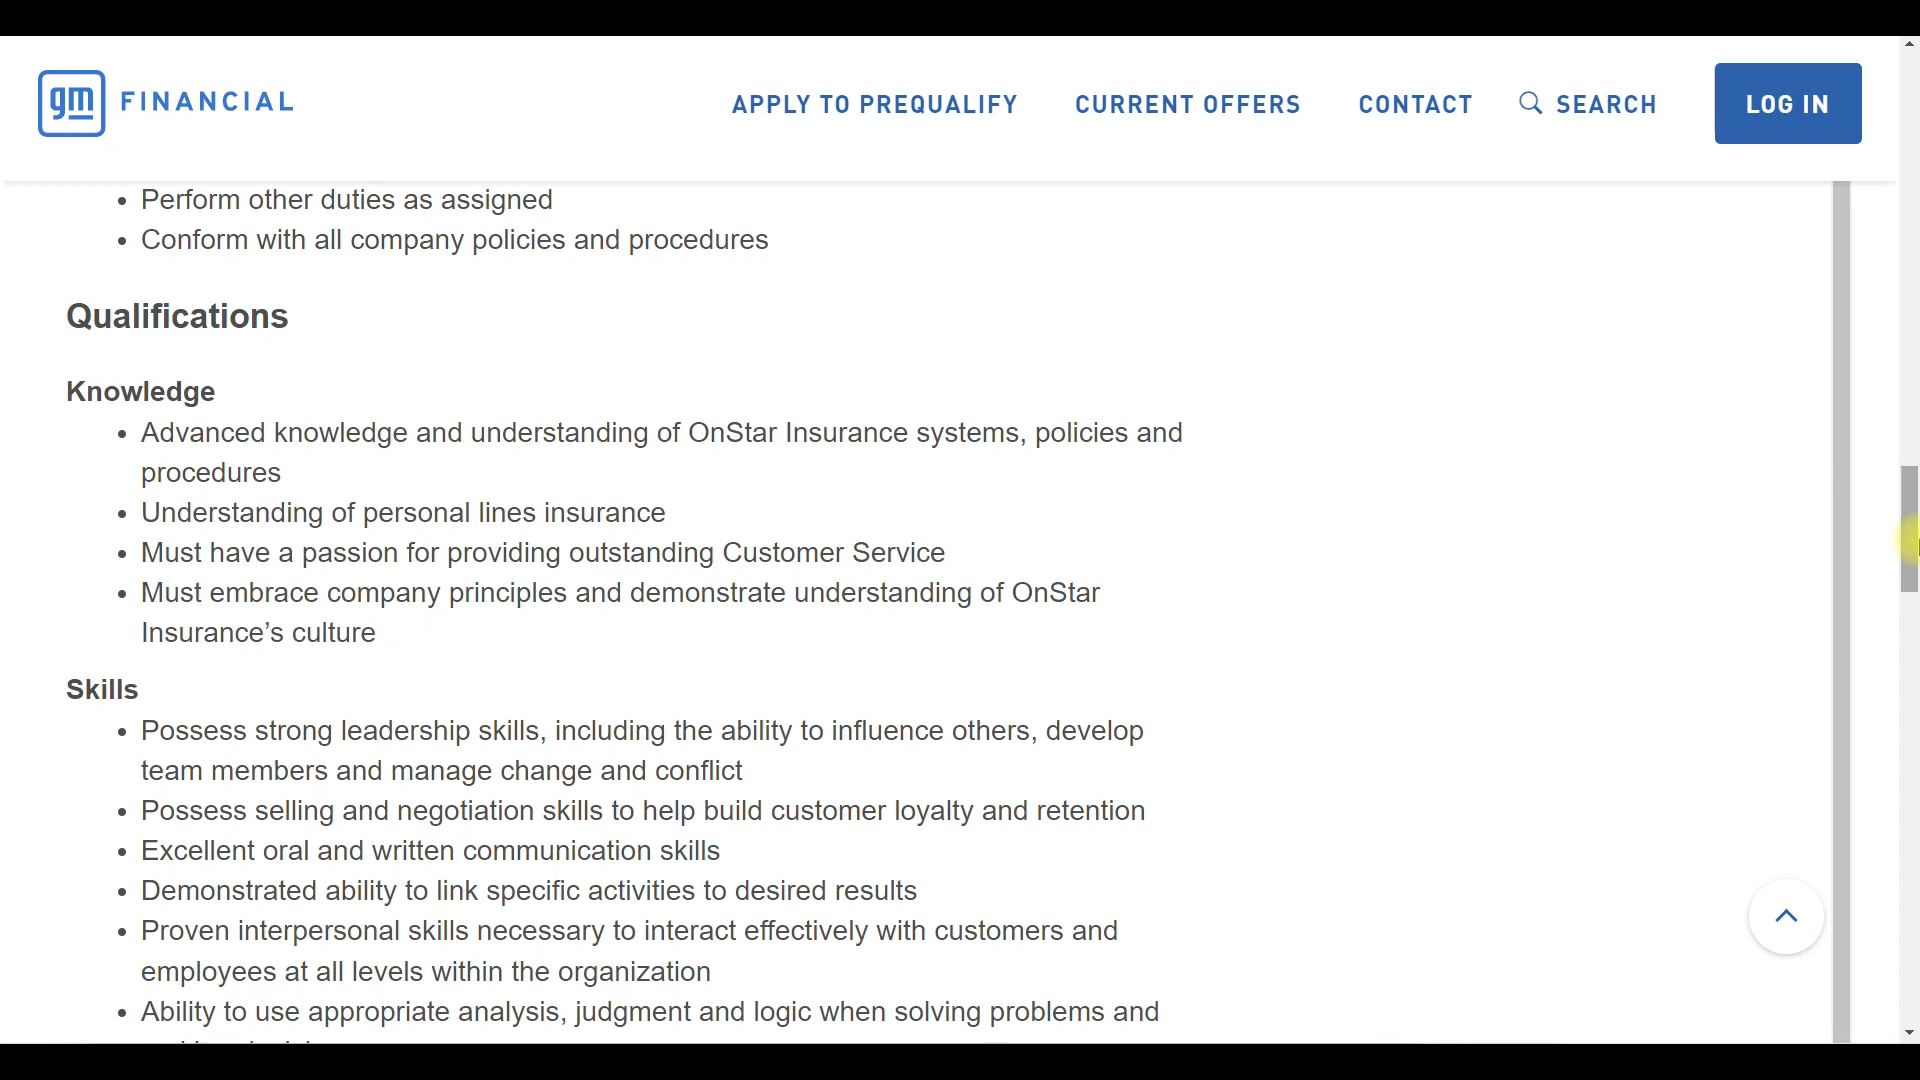 gm FINANCIAL
APPLY TO PREQUALIFY CURRENT OFFERS CONTACT SEARCH LOG IN
• Perform other duties as assigned
• Conform with all company policies and procedures
Qualifications
Knowledge
• Advanced knowledge and understanding of OnStar Insurance systems, policies and
procedures
• Understanding of personal lines insurance
• Must have a passion for providing outstanding Customer Service
• Must embrace company principles and demonstrate understanding of OnStar
Insurance’s culture
Skills
• Possess strong leadership skills, including the ability to influence others, develop
team members and manage change and conflict
• Possess selling and negotiation skills to help build customer loyalty and retention
• Excellent oral and written communication skills
• Demonstrated ability to link specific activities to desired results
• Proven interpersonal skills necessary to interact effectively with customers and
employees at all levels within the organization
• Ability to use appropriate analysis, judgment and logic when solving problems and